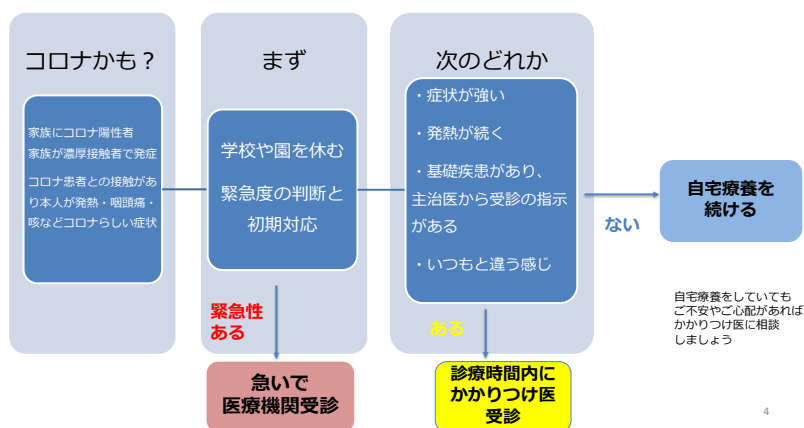 コロナかも？
家族にコロナ陽性者
家族が濃厚接触者で発症
コロナ患者との接触があ
り本人が発熱・咽頭痛・
咳などコロナらしい症状
まず
学校や園を休む
緊急度の判断と
初期対応
緊急性
ある
急いで
医療機関受診
次のどれか
・症状が強い
・発熱が続く
・基礎疾患があり、
主治医から受診の指示
がある
・いつもと違う感じ
ある
診療時間内に
かかりつけ医
受診
ない
自宅療養を
続ける
自宅療養をしていても
ご不安やご心配があれば
かかりつけ医に相談
しましょう
4